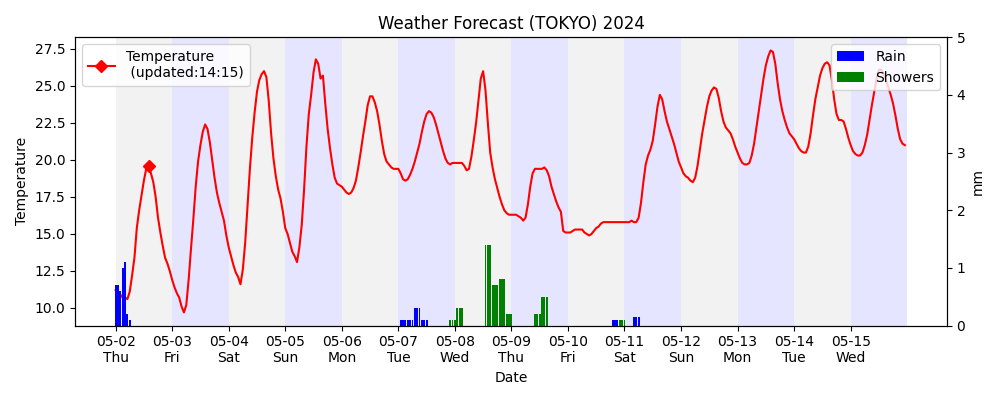 Weather Forecast (TOKYO) 2024
Temperature
(updated:14:15)
Rain
Showers
27.5
25.0
22.5
20.0
17.5
15.0
12.5
10.0
Temperature
5
4
3
2
1
0
mm
05-02 05-03 05-04 05-05 05-06 05-07 05-08 05-09 05-10 05-11 05-12 05-13 05-14 05-15
Thu Fri Sat Sun Mon Tue Wed Thu Fri Sat Sun Mon Tue Wed
Date